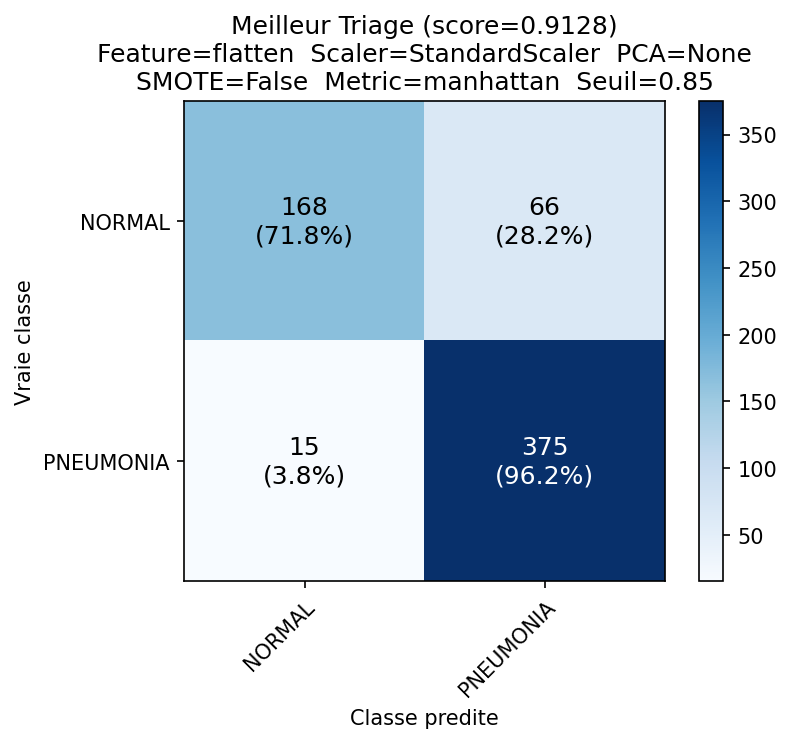 Meilleur Triage (score=0.9128)
Feature=flatten  Scaler=StandardScaler  PCA=None
SMOTE=False  Metric=manhattan  Seuil=0.85
Vraie classe
NORMAL
168
(71.8%)
66
(28.2%)
PNEUMONIA
15
(3.8%)
375
(96.2%)
NORMAL
PNEUMONIA
Classe predite
350
300
250
200
150
100
50